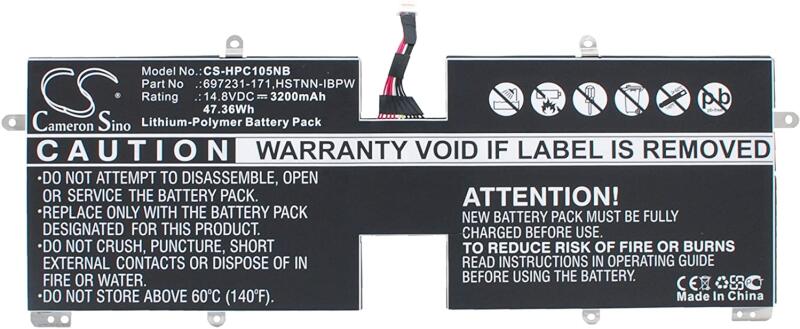 Cameron Sino
Model No : CS-HPC105NB
Part No : 697231-171,HSTNN-IBPW
Rating : 14.8VDC 3200mAh
47.36Wh
Lithium-Polymer Battery Pack
pb
pb-free
CAUTION
WARRANTY VOID IF LABEL IS REMOVED
•DO NOT ATTEMPT TO DISASSEMBLE, OPEN
OR SERVICE THE BATTERY PACK.
•REPLACE ONLY WITH BATTERY PACK
DESIGNATED FOR THIS PRODUCT.
•DO NOT CRUSH, PUNCTURE, SHORT
EXTERNAL CONTACTS OR DISPOSE OF IN
FIRE OR WATER.
•DO NOT STORE ABOVE 60°C (140°F)
ATTENTION!
NEW BATTERY PACK MUST BE FULLY
CHARGED BEFORE USE.
TO REDUCE RISK OF FIRE OR BURNS
READ INSTRUCTIONS IN DEVICE MANUAL
BEFORE USING THE BATTERY.
CE
Made in China